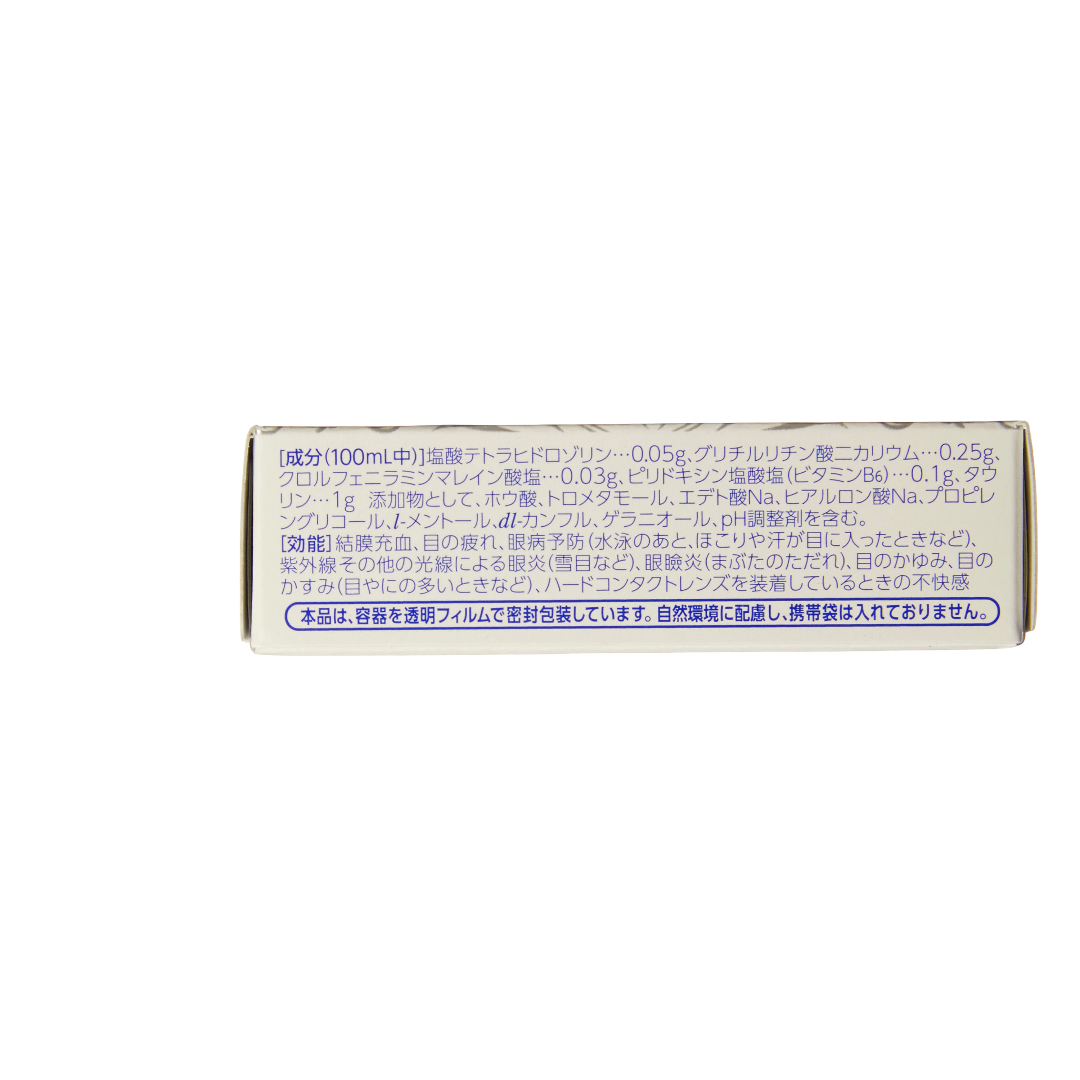 [成分(100mL中)]塩酸テトラヒドロゾリン…0.05g、グリチルリチン酸二カリウム…0.25g、
クロルフェニラミンマレイン酸塩…0.03g、ピリドキシン塩酸塩(ビタミンB6)…0.1g、タウ
リン…1g 添加物として、ホウ酸、トロメタモール、エデト酸Na、ヒアルロン酸Na、プロピレ
ングリコール、l-メントール、dl-カンフル、ゲラニオール、pH調整剤を含む。
[効能]結膜充血、目の疲れ、眼病予防(水泳のあと、ほこりや汗が目に入ったときなど)、
紫外線その他の光線による眼炎(雪目など)、眼瞼炎(まぶたのただれ)、目のかゆみ、目の
かすみ(目やにの多いときなど)、ハードコンタクトレンズを装着しているときの不快感
本品は、容器を透明フィルムで密封包装しています。自然環境に配慮し、携帯袋は入れておりません。